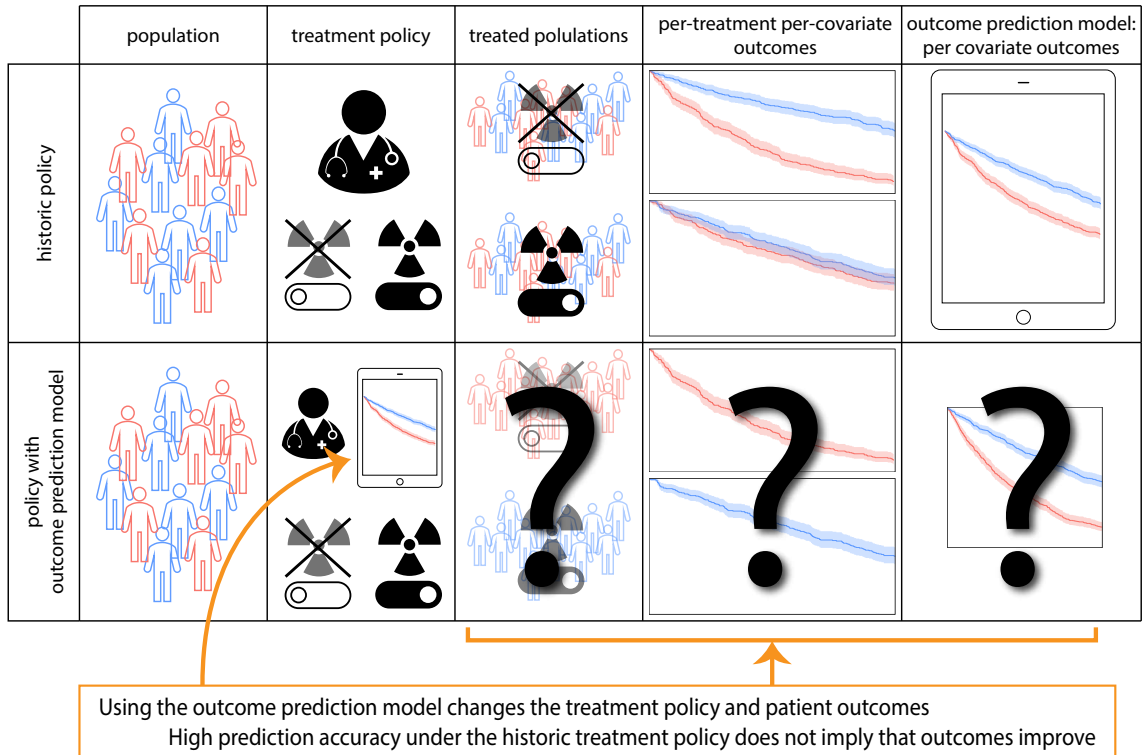 population
treatment policy
treated polulations
per-treatment per-covariate
outcomes
outcome prediction model:
per covariate outcomes
historic policy
policy with
outcome prediction model
? ? ?
Using the outcome prediction model changes the treatment policy and patient outcomes
High prediction accuracy under the historic treatment policy does not imply that outcomes improve